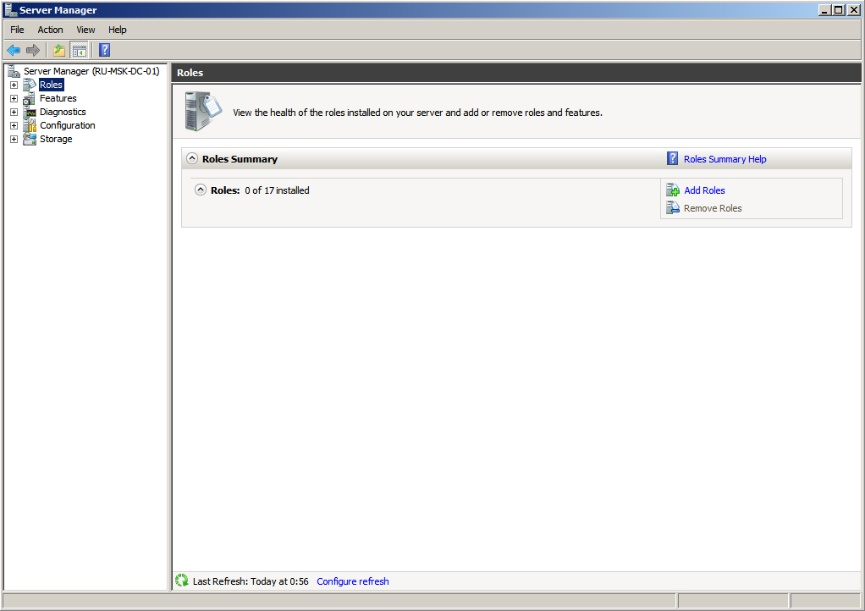 Server Manager
File Action View Help
Server Manager (RU-MSK-DC-01)
Roles
Features
Diagnostics
Configuration
Storage
Roles
View the health of the roles installed on your server and add or remove roles and features.
Roles Summary
Roles Summary Help
Roles: 0 of 17 installed
Add Roles
Remove Roles
Last Refresh: Today at 0:56 Configure refresh